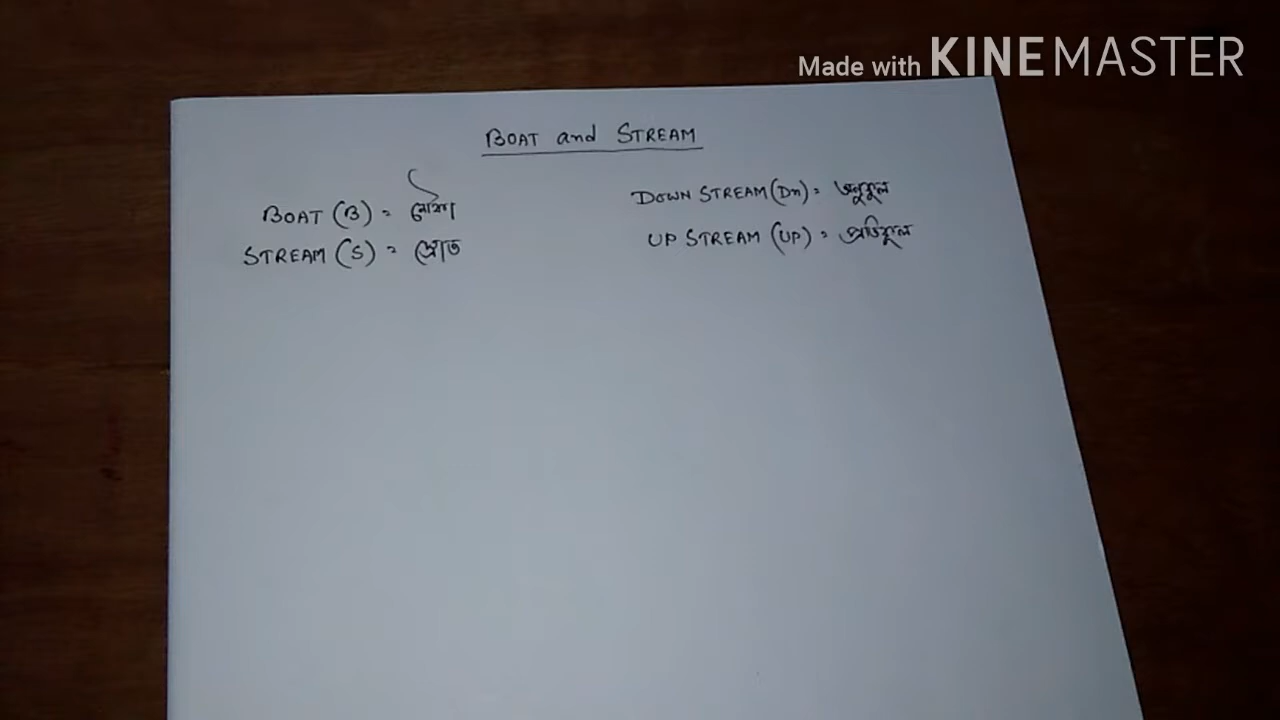 Made with KINEMASTER
BOAT and STREAM
BOAT (B) = নৌকা
STREAM (S) = স্রোত
DOWN STREAM (Dn) = অনুকূল
UP STREAM (UP) = প্রতিকূল